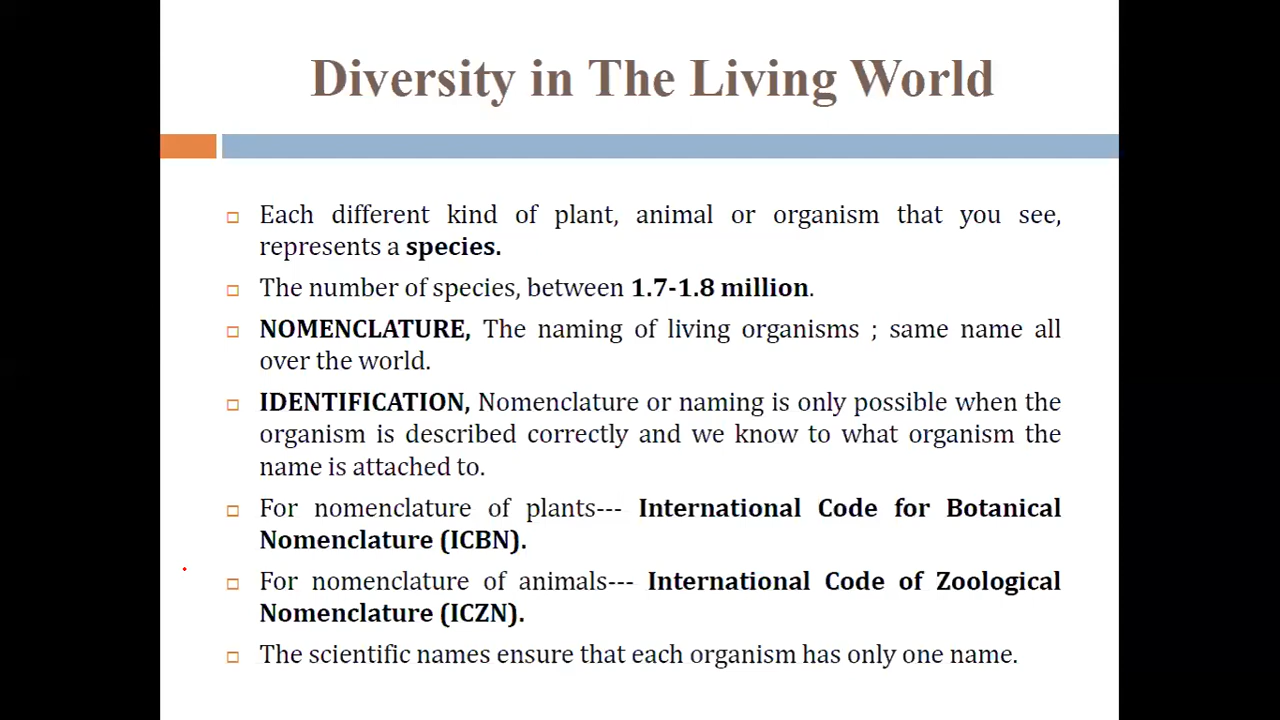 Diversity in The Living World
Each different kind of plant, animal or organism that you see,
represents a species.
The number of species, between 1.7-1.8 million.
NOMENCLATURE, The naming of living organisms ; same name all
over the world.
IDENTIFICATION, Nomenclature or naming is only possible when the
organism is described correctly and we know to what organism the
name is attached to.
For nomenclature of plants--- International Code for Botanical
Nomenclature (ICBN).
For nomenclature of animals--- International Code of Zoological
Nomenclature (ICZN).
The scientific names ensure that each organism has only one name.